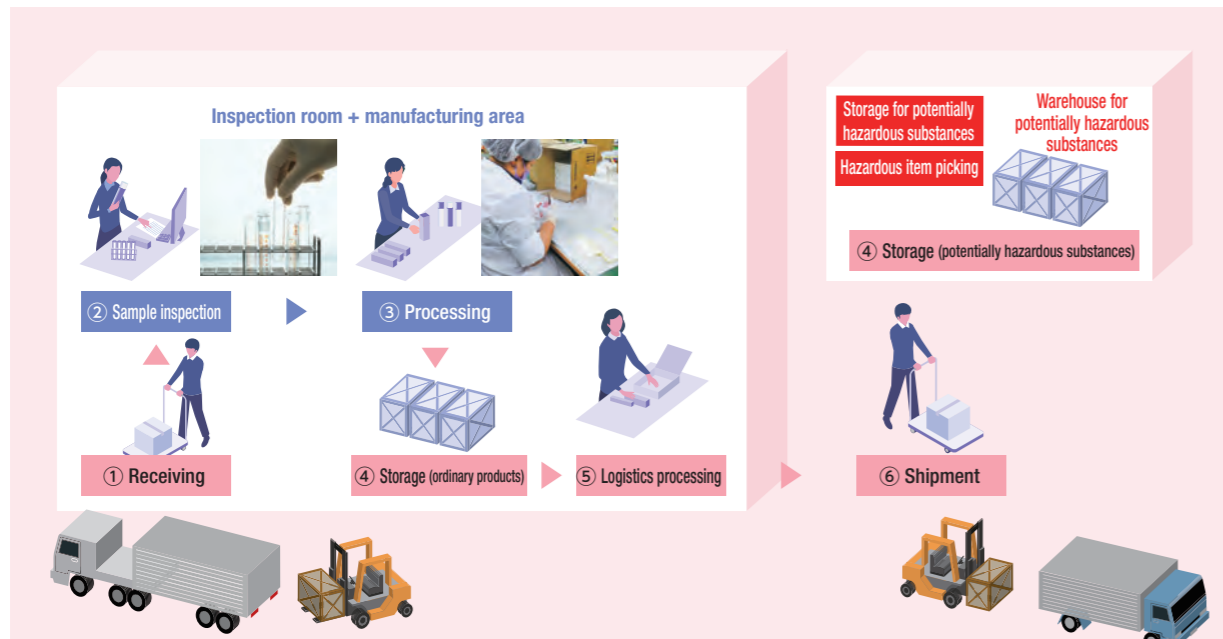 Inspection room + manufacturing area
② Sample inspection
③ Processing
① Receiving
④ Storage (ordinary products)
⑤ Logistics processing
Storage for potentially
hazardous substances
Hazardous item picking
Warehouse for
potentially hazardous
substances
④ Storage (potentially hazardous substances)
⑥ Shipment